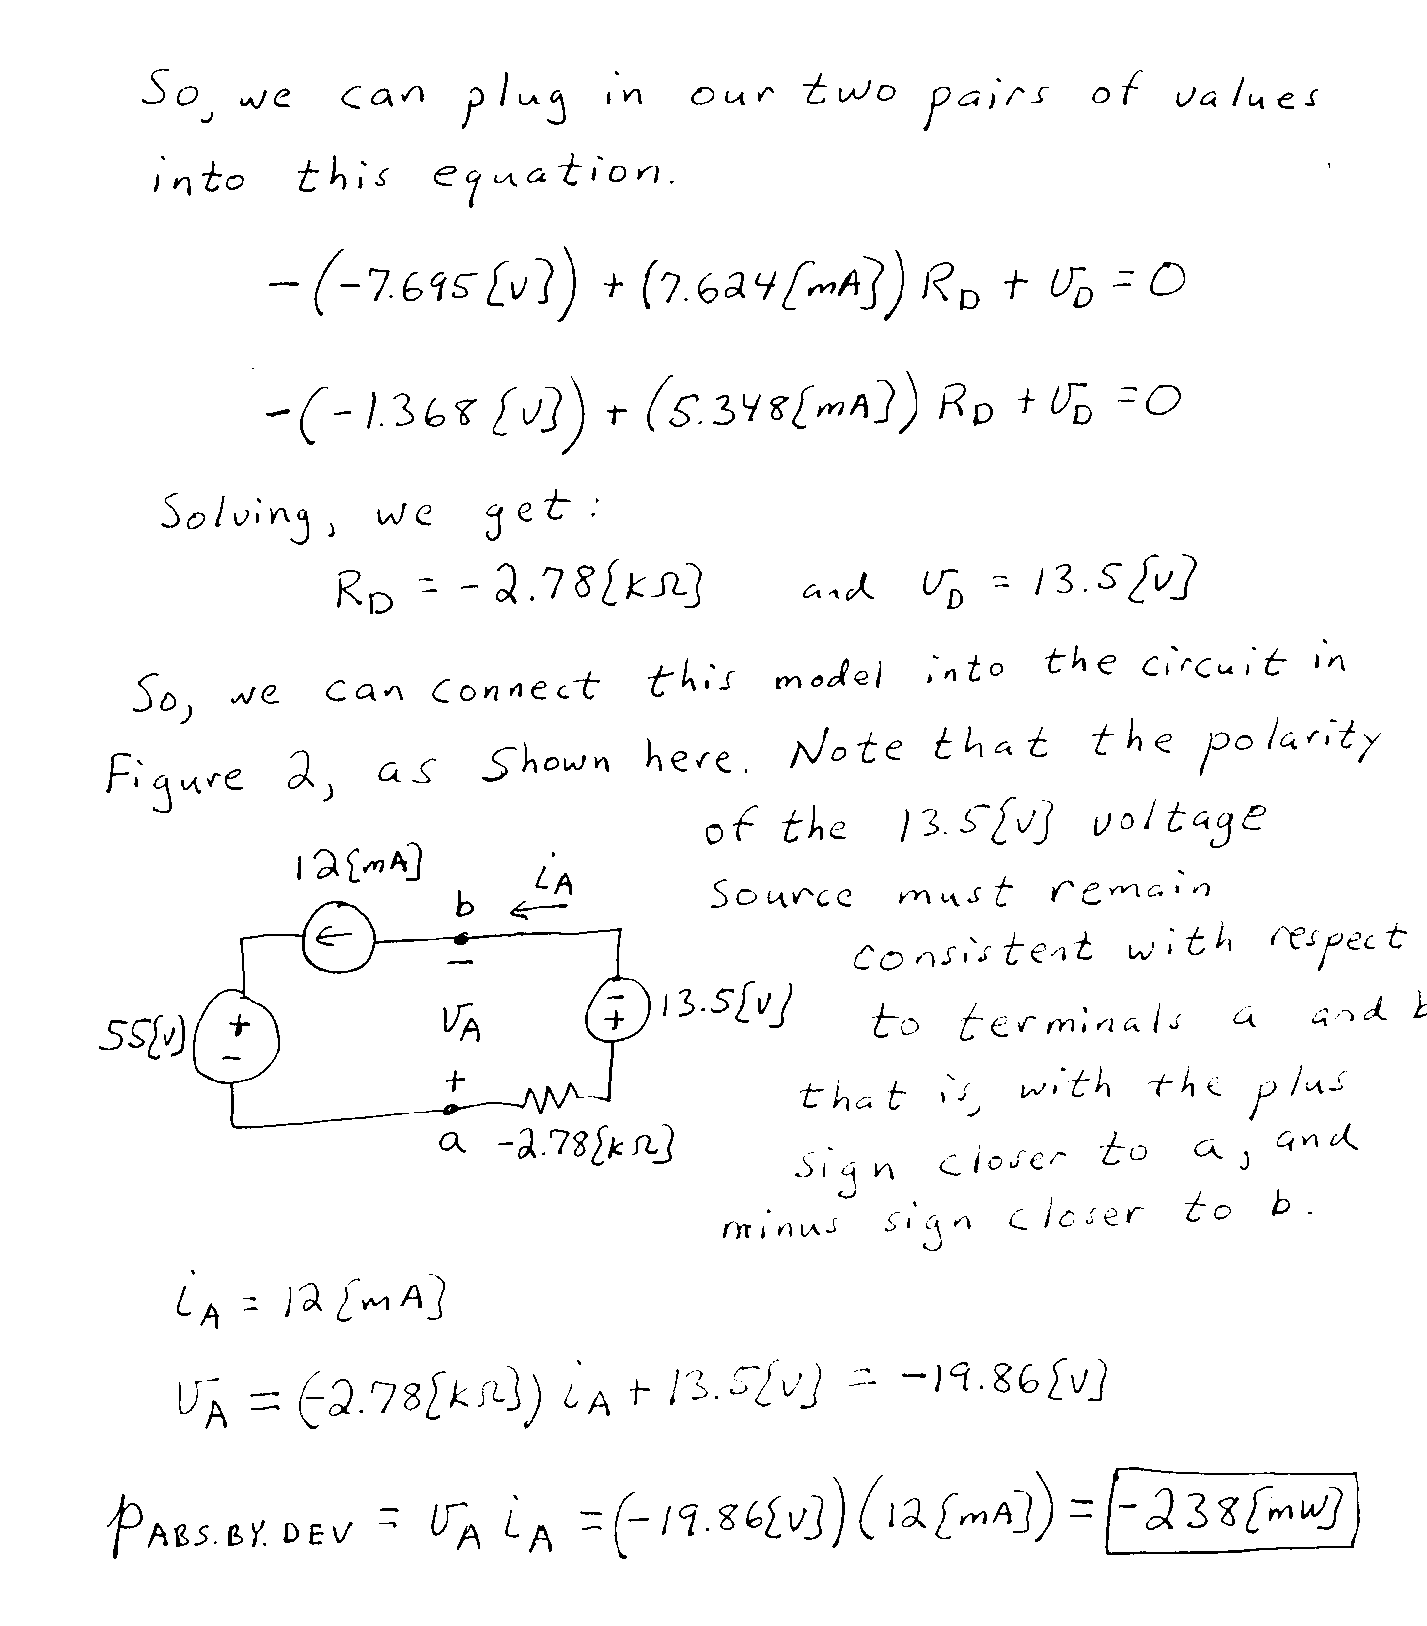 So, we can plug in our two pairs of values
into this equation.
-(-7.695[V]) + (7.624[mA]) R_D + v_D = 0
-(-1.368[V]) + (5.348[mA]) R_D + v_D = 0
Solving, we get:
R_D = -2.78[kΩ] and v_D = 13.5[V]
So, we can connect this model into the circuit in
Figure 2, as shown here. Note that the polarity
of the 13.5[V] voltage
source must remain
consistent with respect
to terminals a and b
that is, with the plus
sign closer to a, and
minus sign closer to b.
12[mA]
i_A
b
55[V]
+
-
-
v_A
+
-
+
13.5[V]
a
-2.78[kΩ]
i_A = 12[mA]
v_A = (-2.78[kΩ]) i_A + 13.5[V] = -19.86[V]
P_ABS.BY.DEV = v_A i_A = (-19.86[V])(12[mA]) = -238[mW]